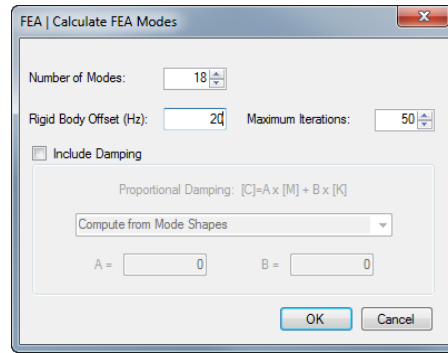 FEA | Calculate FEA Modes
Number of Modes: 18
Rigid Body Offset (Hz): 20 Maximum Iterations: 50
Include Damping
Proportional Damping: [C]=A x [M] + B x [K]
Compute from Mode Shapes
A = 0 B = 0
OK Cancel